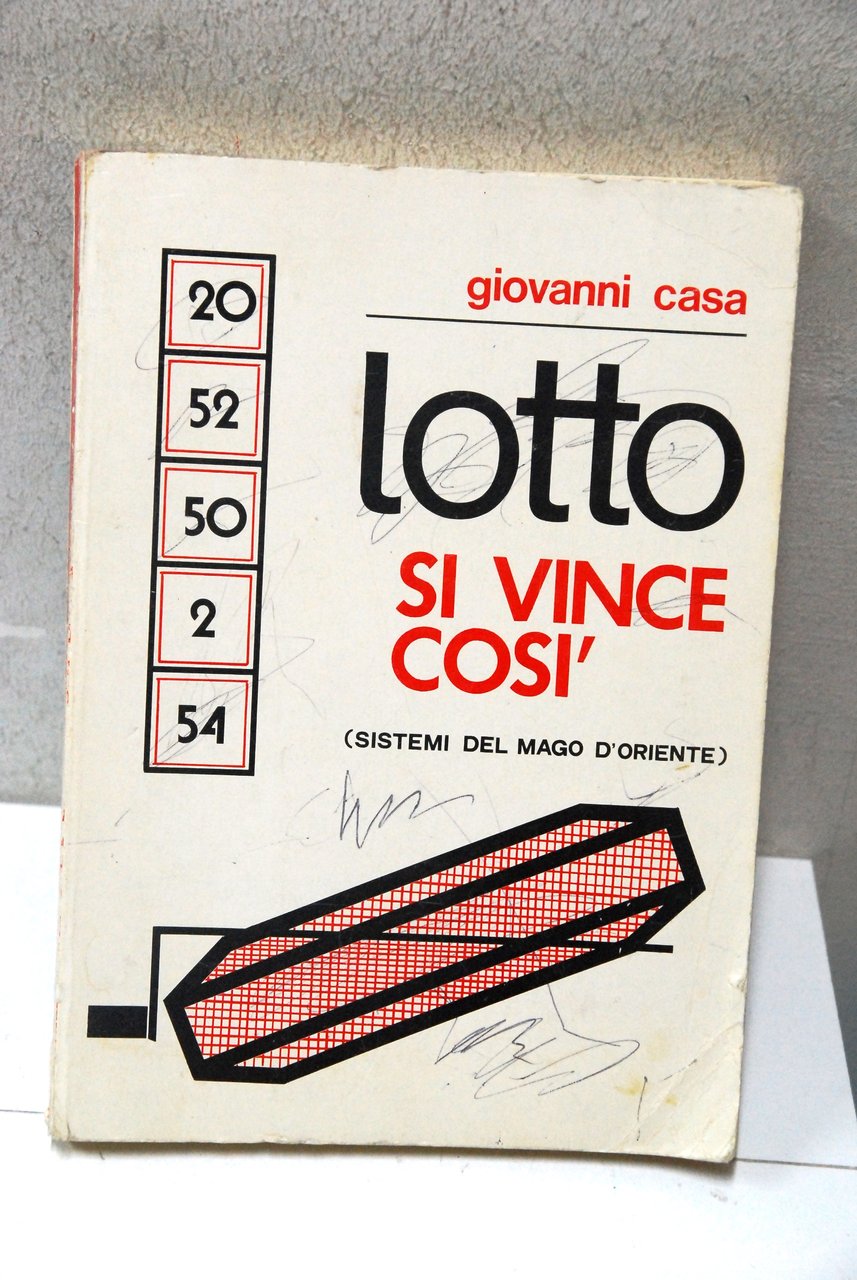 giovanni casa
lotto
SI VINCE
COSI'
(SISTEMI DEL MAGO D'ORIENTE)
20
52
50
2
54